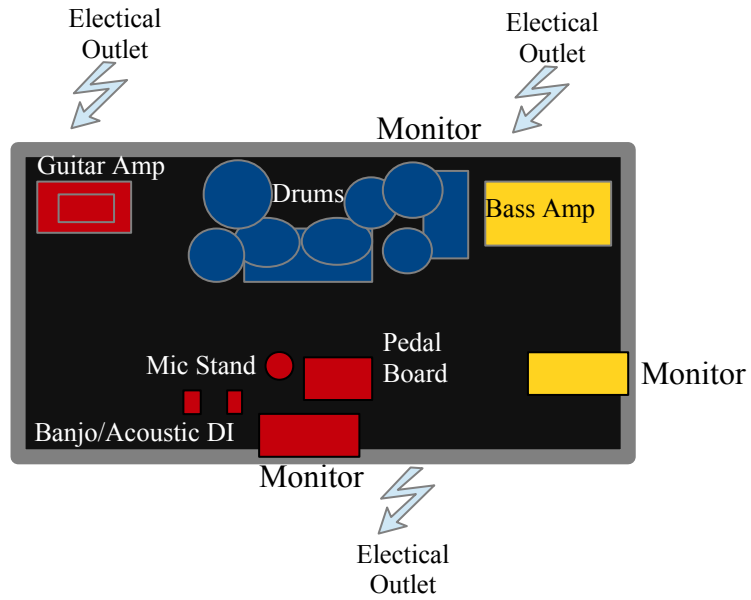 Electical
Outlet
Electical
Outlet
Monitor
Guitar Amp
Drums
Bass Amp
Mic Stand
Pedal
Board
Monitor
Banjo/Acoustic DI
Monitor
Electical
Outlet